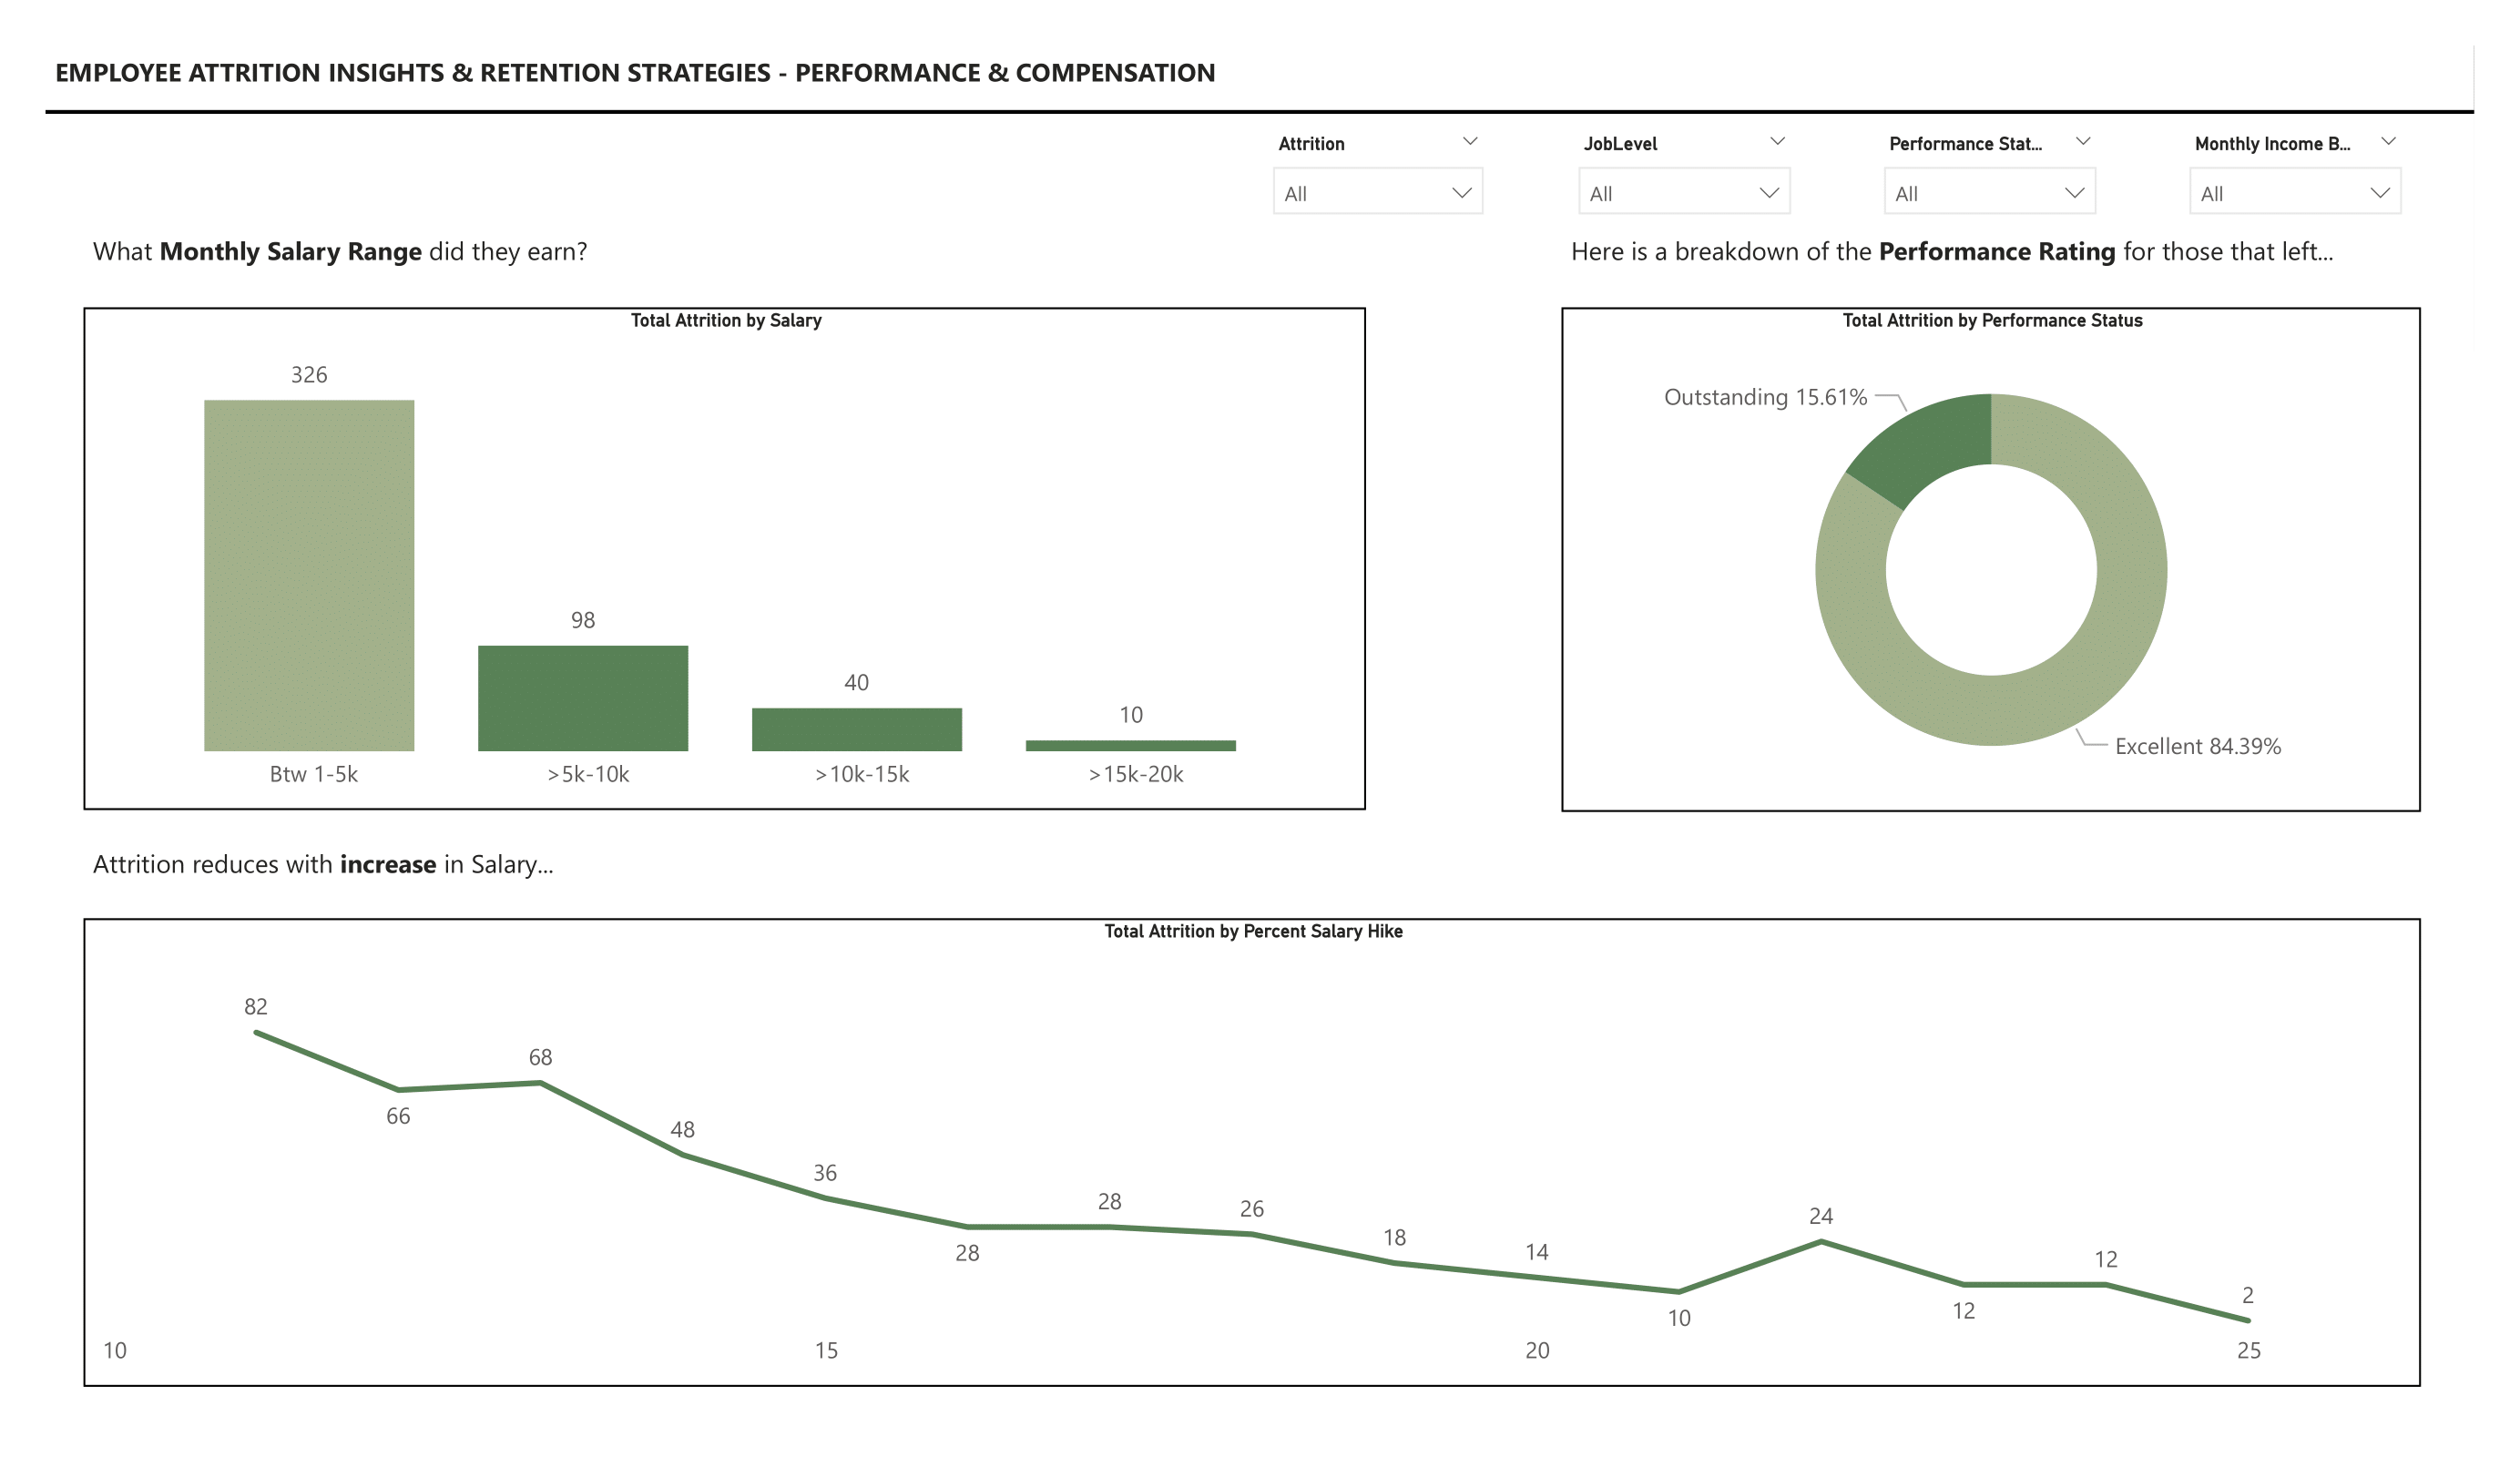 EMPLOYEE ATTRITION INSIGHTS & RETENTION STRATEGIES - PERFORMANCE & COMPENSATION
Attrition
All
JobLevel
All
Performance Stat...
All
Monthly Income B...
All
What Monthly Salary Range did they earn?
Total Attrition by Salary
326
98
40
10
Btw 1-5k
>5k-10k
>10k-15k
>15k-20k
Here is a breakdown of the Performance Rating for those that left...
Total Attrition by Performance Status
Outstanding 15.61%
Excellent 84.39%
Attrition reduces with increase in Salary...
Total Attrition by Percent Salary Hike
82
66
68
48
36
28
28
26
18
14
10
24
12
12
2
10
15
20
25